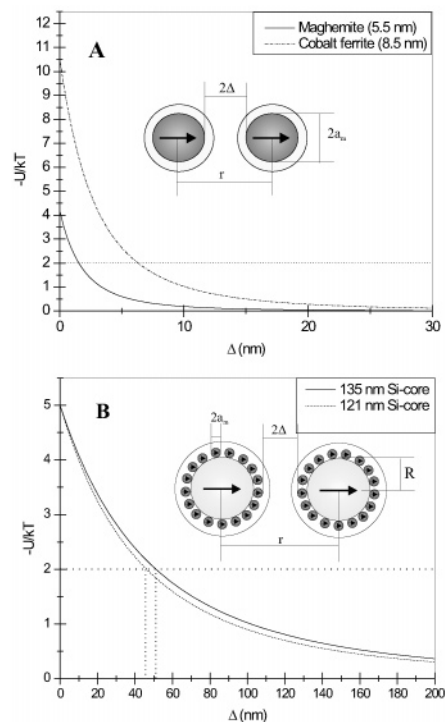 A
Maghemite (5.5 nm)
Cobalt ferrite (8.5 nm)
12
11
10
9
8
7
6
5
4
3
2
1
0
-U/kT
2Δ
2aₘ
r
0 10 20 30
Δ (nm)
B
135 nm Si-core
121 nm Si-core
5
4
3
2
1
0
-U/kT
2aₘ
2Δ
R
r
0 20 40 60 80 100 120 140 160 180 200
Δ (nm)